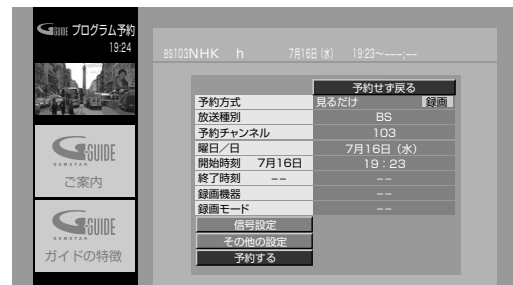 GGUIDE プログラム予約
19:24
BS103NHK h 7月16日(水) 19:23〜---:--
予約せず戻る
予約方式 見るだけ 録画
放送種別 BS
予約チャンネル 103
曜日/日 7月16日(水)
開始時刻 7月16日 19:23
終了時刻 -- --
録画機器 --
録画モード --
信号設定
その他の設定
予約する
G-GUIDE
GEMSTAR
ご案内
G-GUIDE
GEMSTAR
ガイドの特徴